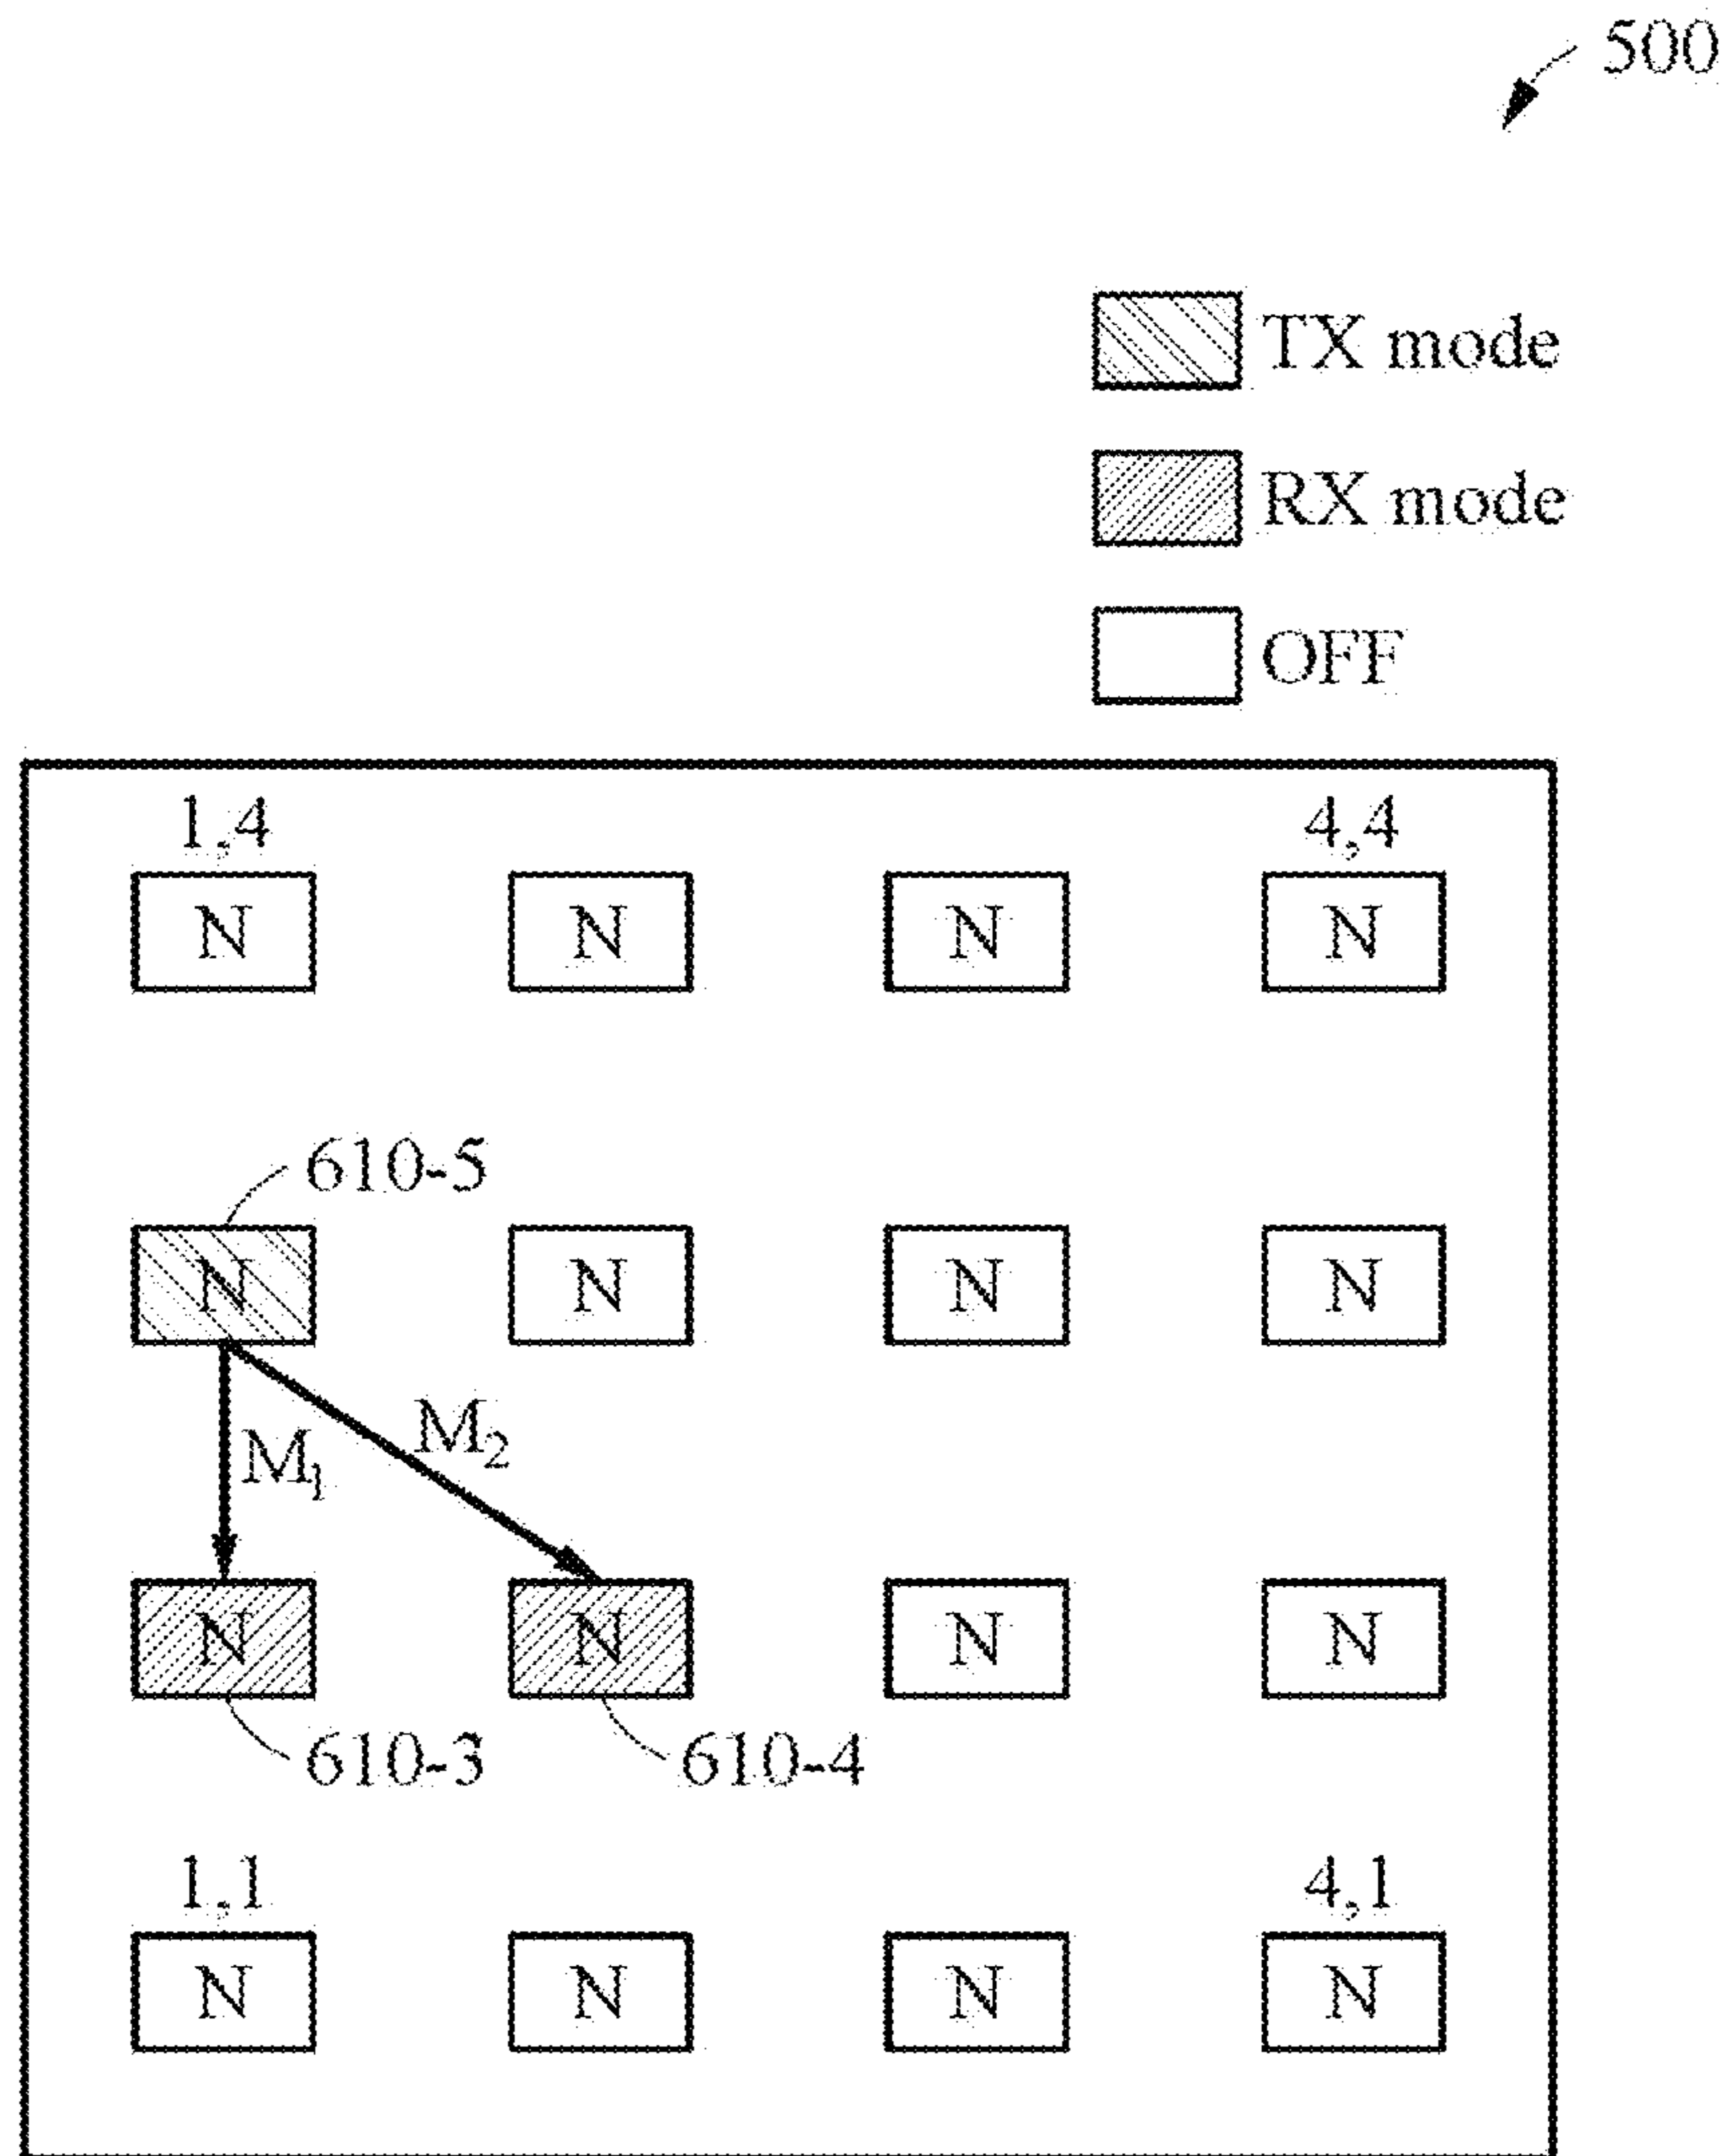 500
TX mode
RX mode
OFF
1,4 4,4
N N N N
610-5
N N N N
M1 M2
N N N N
610-3 610-4
1,1 4,1
N N N N